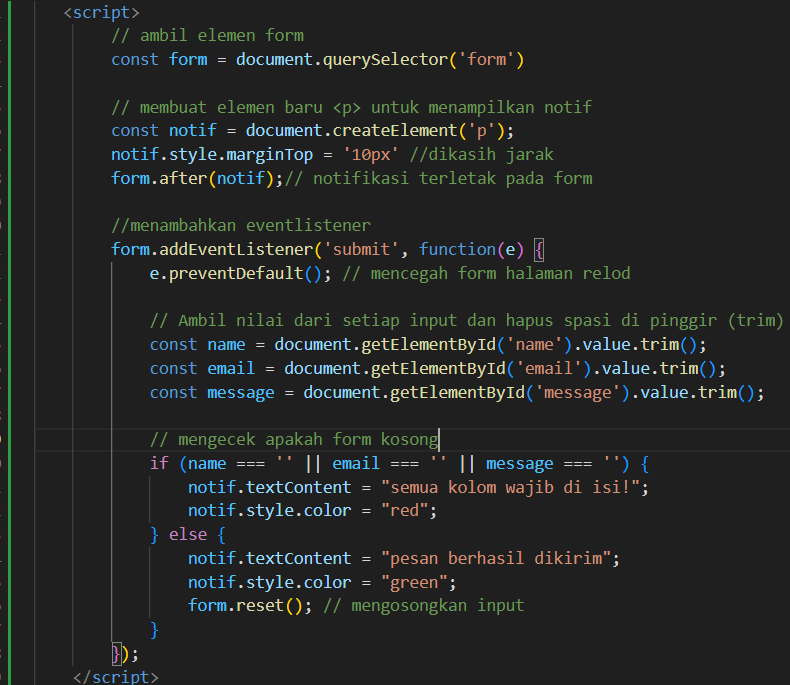 <script>
// ambil elemen form
const form = document.querySelector('form')
// membuat elemen baru <p> untuk menampilkan notif
const notif = document.createElement('p');
notif.style.marginTop = '10px' //dikasih jarak
form.after(notif);// notifikasi terletak pada form
//menambahkan eventlistener
form.addEventListener('submit', function(e) {
e.preventDefault(); // mencegah form halaman relod
// Ambil nilai dari setiap input dan hapus spasi di pinggir (trim)
const name = document.getElementById('name').value.trim();
const email = document.getElementById('email').value.trim();
const message = document.getElementById('message').value.trim();
// mengecek apakah form kosong
if (name === '' || email === '' || message === '') {
notif.textContent = "semua kolom wajib di isi!";
notif.style.color = "red";
} else {
notif.textContent = "pesan berhasil dikirim";
notif.style.color = "green";
form.reset(); // mengosongkan input
}
});
</script>